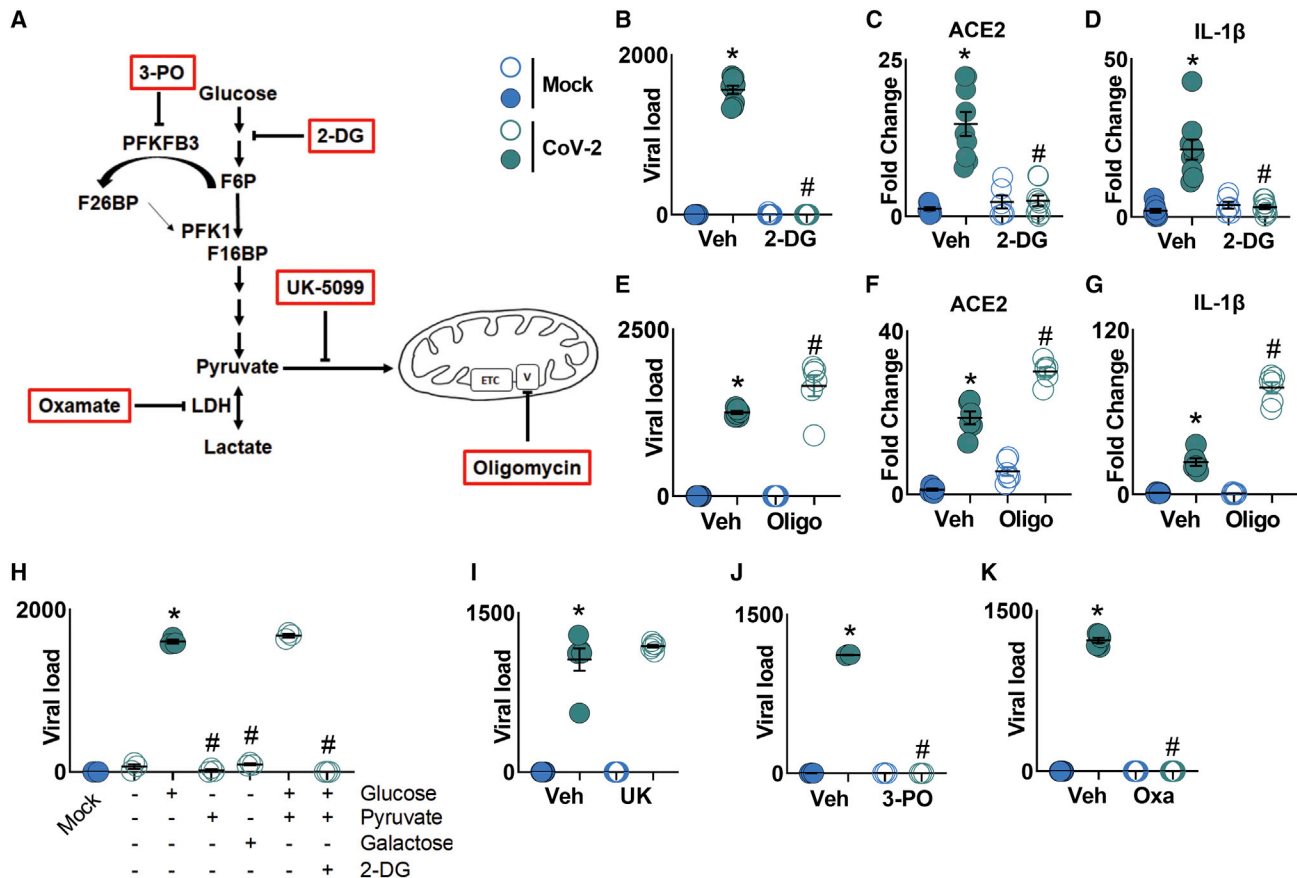 A
3-PO
Glucose
PFKFB3
2-DG
F6P
F26BP
PFK1
F16BP
UK-5099
Pyruvate
ETC
V
Oxamate
LDH
Lactate
Oligomycin
Mock
CoV-2
B
2000
*
Viral load
#
0
Veh 2-DG
C
ACE2
25
*
Fold Change
#
0
Veh 2-DG
D
IL-1β
50
*
Fold Change
#
0
Veh 2-DG
E
2500
#
*
Viral load
0
Veh Oligo
F
ACE2
40
#
*
Fold Change
0
Veh Oligo
G
IL-1β
120
#
*
Fold Change
0
Veh Oligo
H
2000
*
Viral load
# # #
0
Mock
- + - - + + Glucose
- - + - + + Pyruvate
- - - + - - Galactose
- - - - - + 2-DG
I
1500
*
Viral load
0
Veh UK
J
1500
*
Viral load
#
0
Veh 3-PO
K
1500
*
Viral load
#
0
Veh Oxa